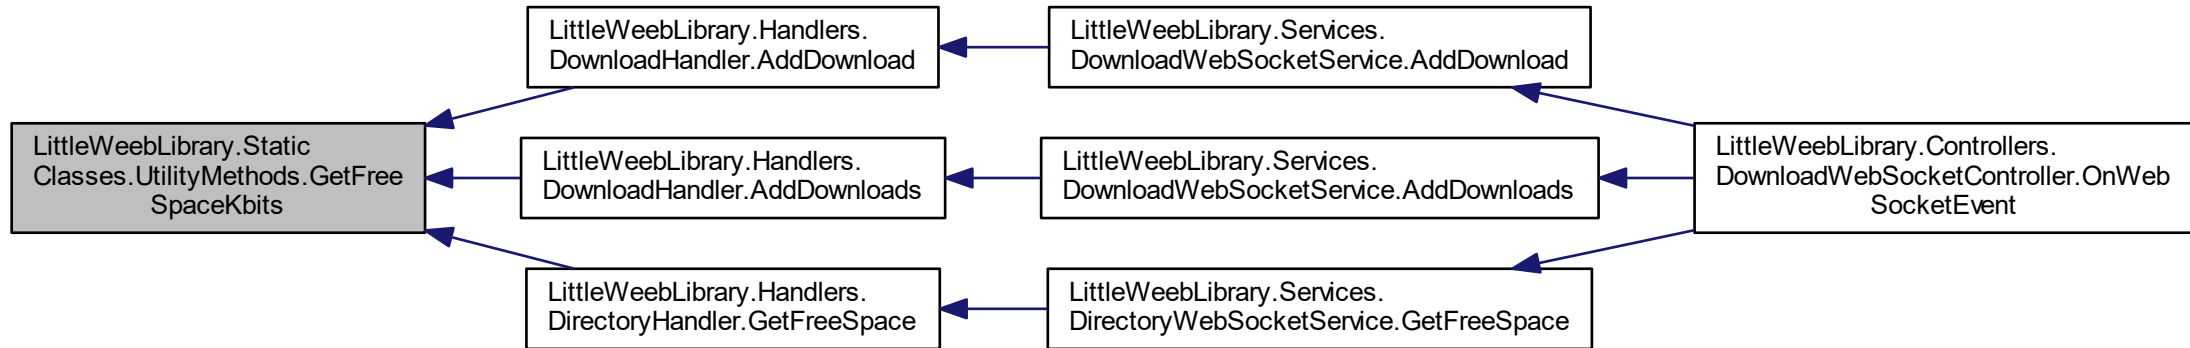 LittleWeebLibrary.Static
Classes.UtilityMethods.GetFree
SpaceKbits
LittleWeebLibrary.Handlers.
DownloadHandler.AddDownload
LittleWeebLibrary.Services.
DownloadWebSocketService.AddDownload
LittleWeebLibrary.Handlers.
DownloadHandler.AddDownloads
LittleWeebLibrary.Services.
DownloadWebSocketService.AddDownloads
LittleWeebLibrary.Handlers.
DirectoryHandler.GetFreeSpace
LittleWeebLibrary.Services.
DirectoryWebSocketService.GetFreeSpace
LittleWeebLibrary.Controllers.
DownloadWebSocketController.OnWeb
SocketEvent